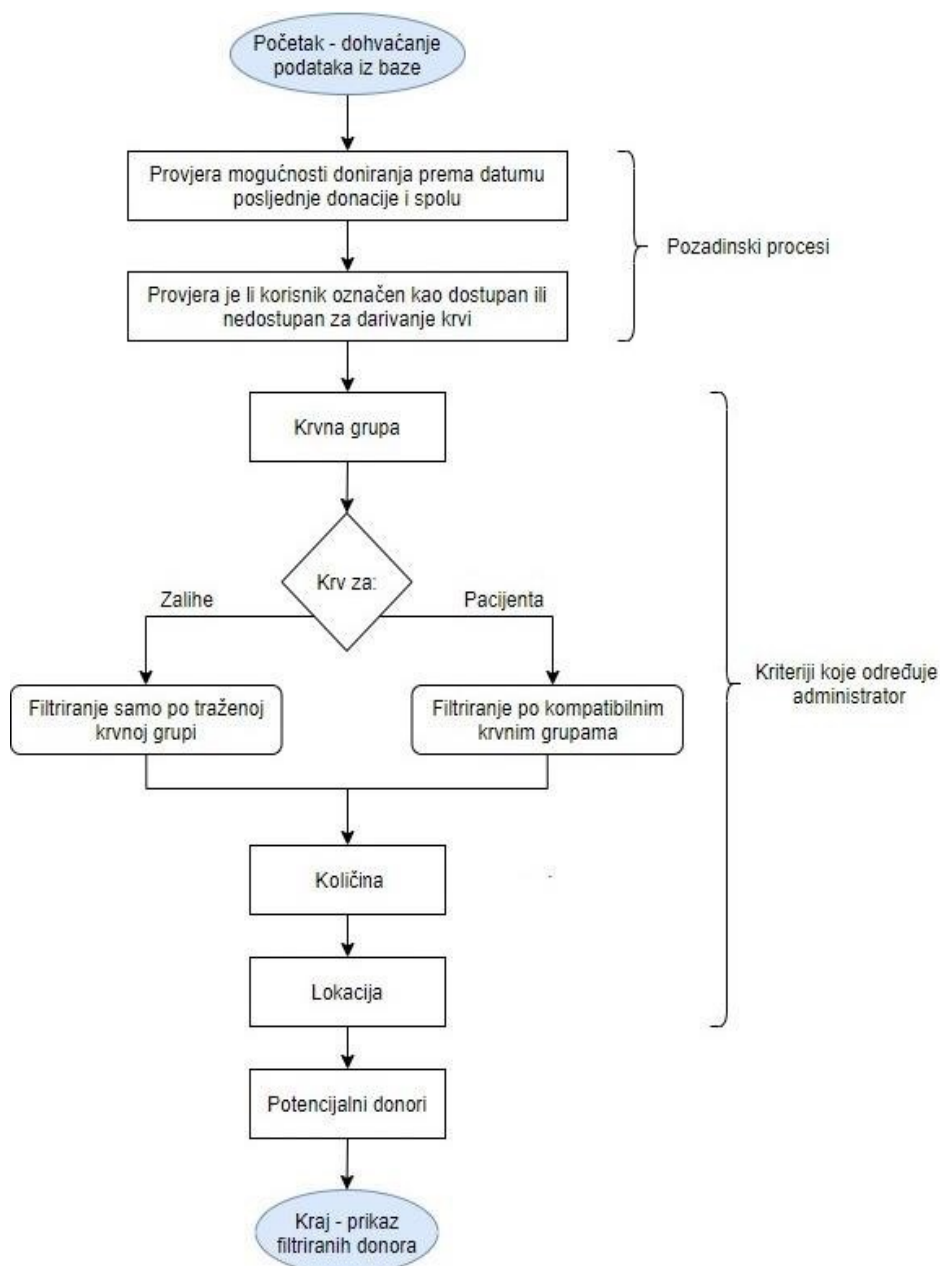 Početak - dohvaćanje
podataka iz baze
Provjera mogućnosti doniranja prema datumu
posljednje donacije i spolu
Pozadinski procesi
Provjera je li korisnik označen kao dostupan ili
nedostupan za darivanje krvi
Krvna grupa
Krv za:
Zalihe
Pacijenta
Filtriranje samo po traženoj
krvnoj grupi
Filtriranje po kompatibilnim
krvnim grupama
Kriteriji koje određuje
administrator
Količina
Lokacija
Potencijalni donori
Kraj - prikaz
filtriranih donora